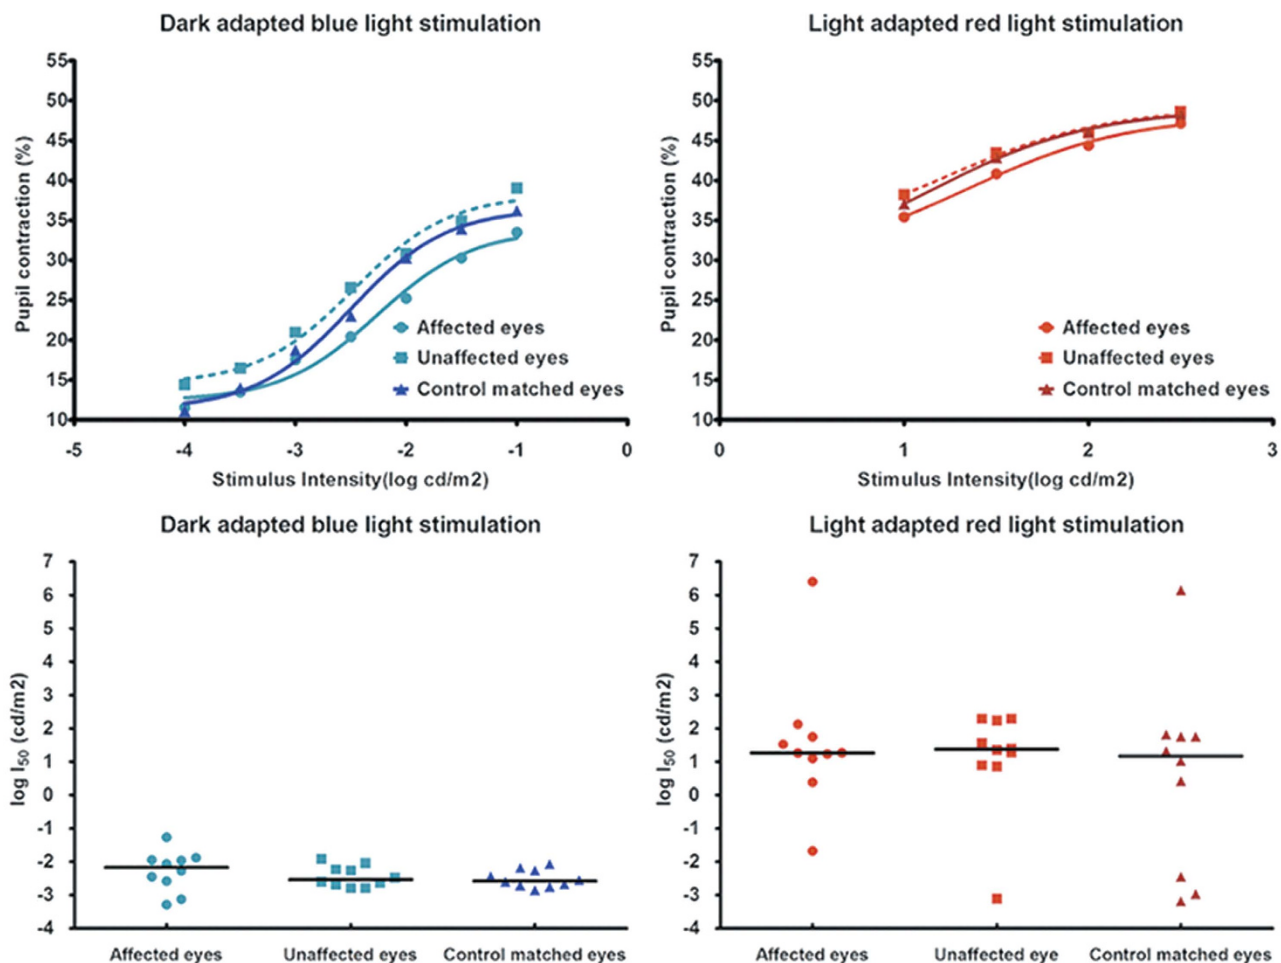 Dark adapted blue light stimulation
55
50
45
40
35
30
25
20
15
10
Pupil contraction (%)
Affected eyes
Unaffected eyes
Control matched eyes
-5 -4 -3 -2 -1 0
Stimulus Intensity(log cd/m2)
Light adapted red light stimulation
55
50
45
40
35
30
25
20
15
10
Pupil contraction (%)
Affected eyes
Unaffected eyes
Control matched eyes
0 1 2 3
Stimulus Intensity(log cd/m2)
Dark adapted blue light stimulation
7
6
5
4
3
2
1
0
-1
-2
-3
-4
log I50 (cd/m2)
Affected eyes Unaffected eyes Control matched eyes
Light adapted red light stimulation
7
6
5
4
3
2
1
0
-1
-2
-3
-4
log I50 (cd/m2)
Affected eyes Unaffected eye Control matched eyes